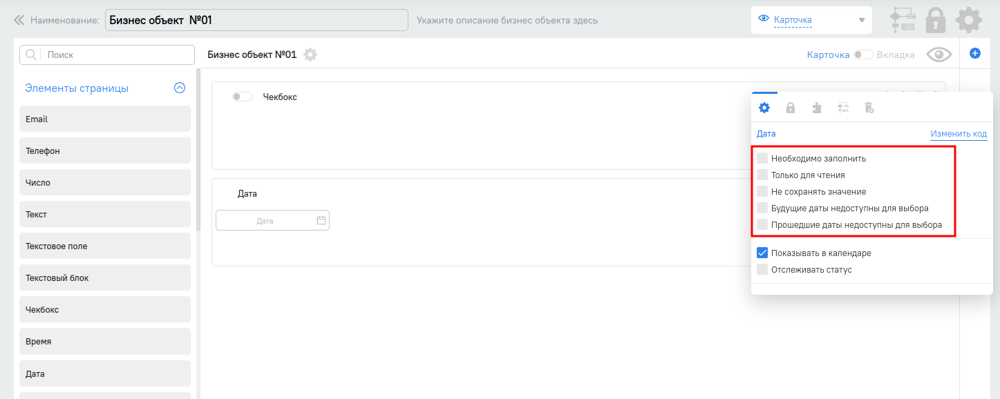 Наименование: Бизнес объект №01 Укажите описание бизнес объекта здесь Карточка
Поиск
Бизнес объект №01 Карточка Вкладка
Элементы страницы
Email
Телефон
Число
Текст
Текстовое поле
Текстовый блок
Чекбокс
Время
Дата
Чекбокс
Дата
Дата
Дата Изменить код
Необходимо заполнить
Только для чтения
Не сохранять значение
Будущие даты недоступны для выбора
Прошедшие даты недоступны для выбора
Показывать в календаре
Отслеживать статус